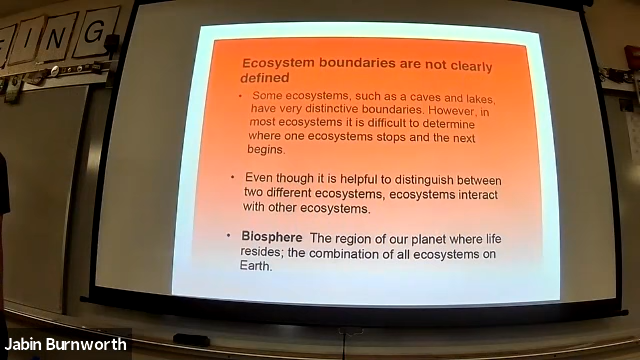 ING
Ecosystem boundaries are not clearly
defined
• Some ecosystems, such as a caves and lakes,
have very distinctive boundaries. However, in
most ecosystems it is difficult to determine
where one ecosystems stops and the next
begins.
• Even though it is helpful to distinguish between
two different ecosystems, ecosystems interact
with other ecosystems.
• Biosphere The region of our planet where life
resides; the combination of all ecosystems on
Earth.
Jabin Burnworth